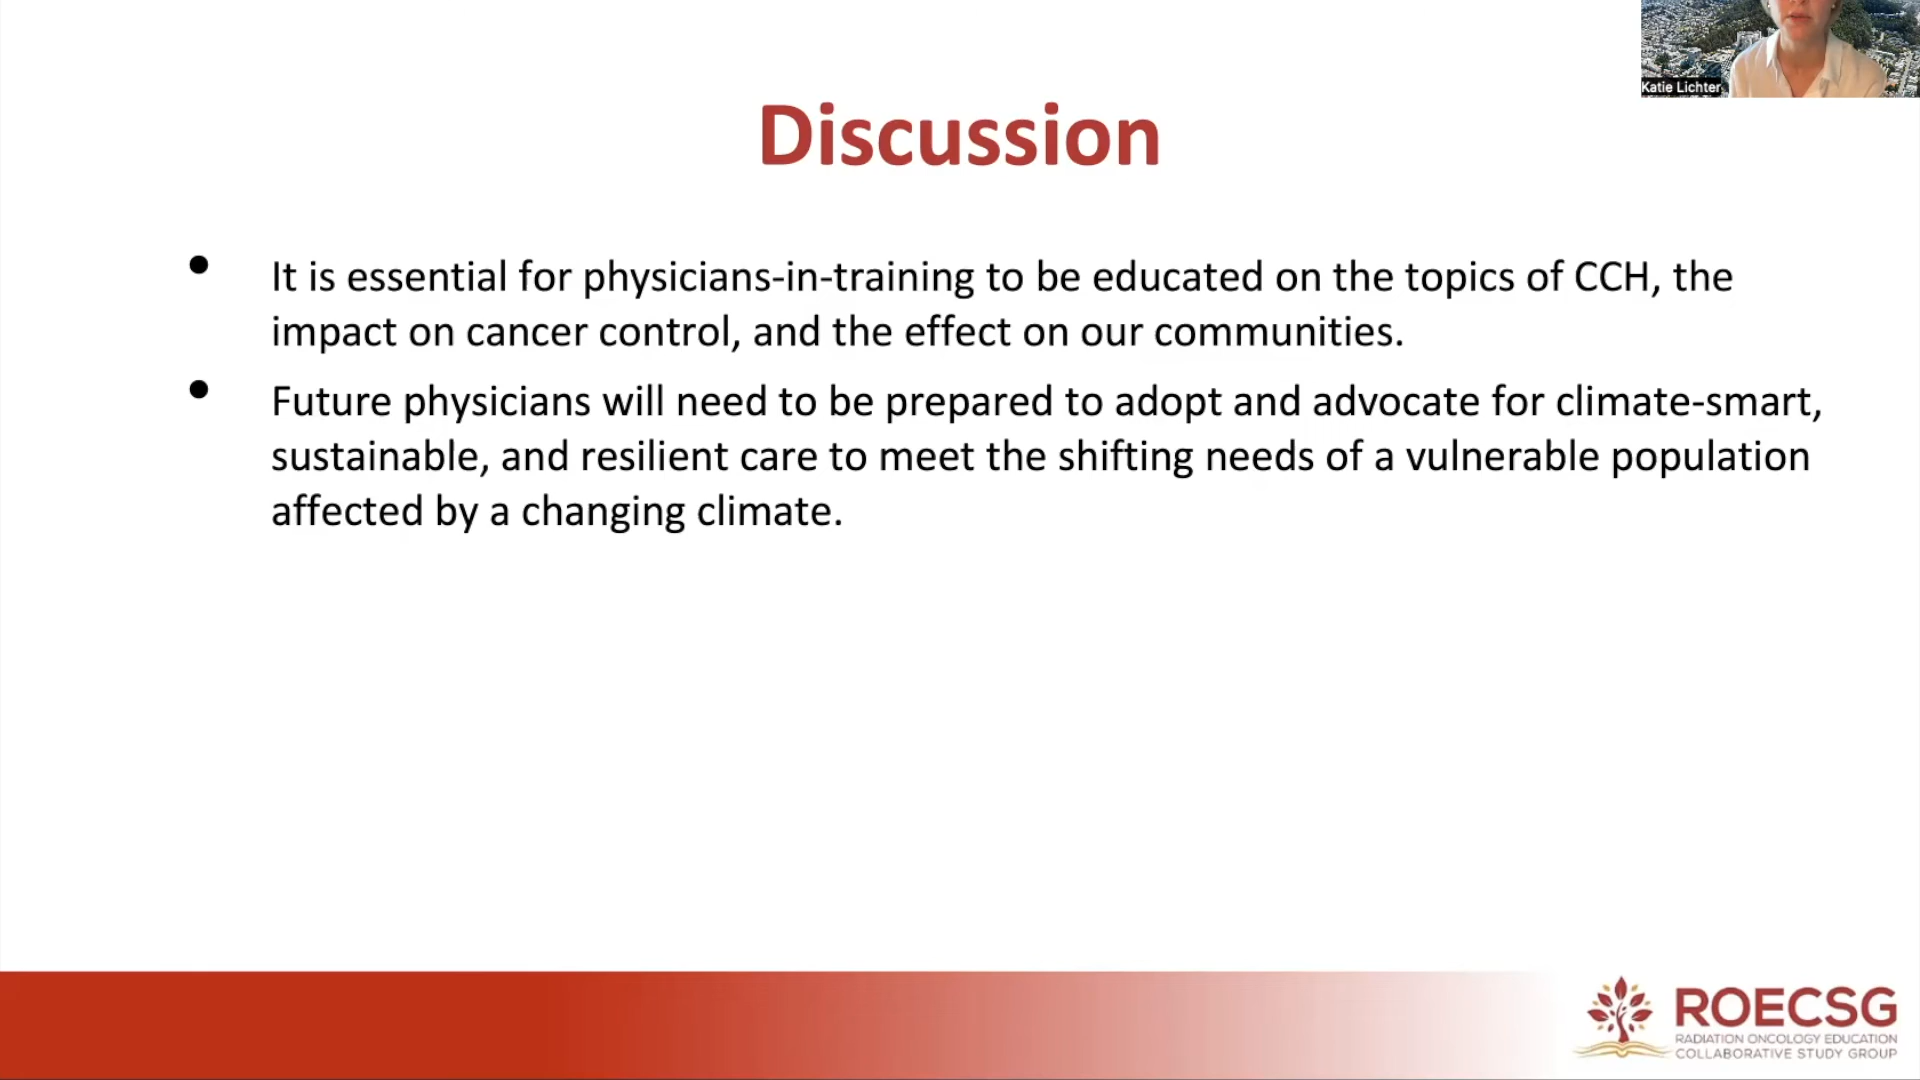 Katie Lichter
Discussion
• It is essential for physicians-in-training to be educated on the topics of CCH, the
impact on cancer control, and the effect on our communities.
• Future physicians will need to be prepared to adopt and advocate for climate-smart,
sustainable, and resilient care to meet the shifting needs of a vulnerable population
affected by a changing climate.
ROECSG
RADIATION ONCOLOGY EDUCATION
COLLABORATIVE STUDY GROUP